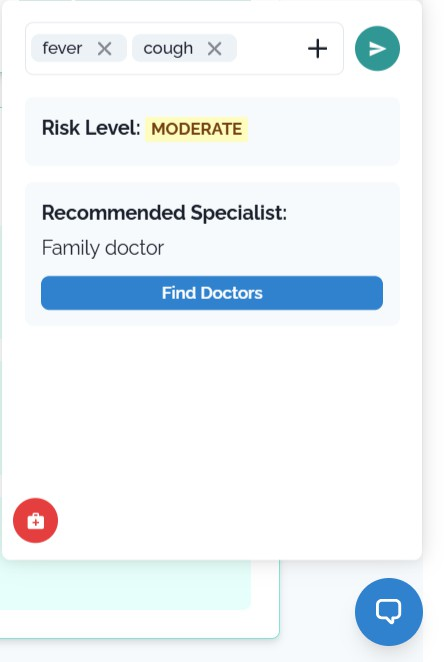 fever
cough
Risk Level: MODERATE
Recommended Specialist:
Family doctor
Find Doctors